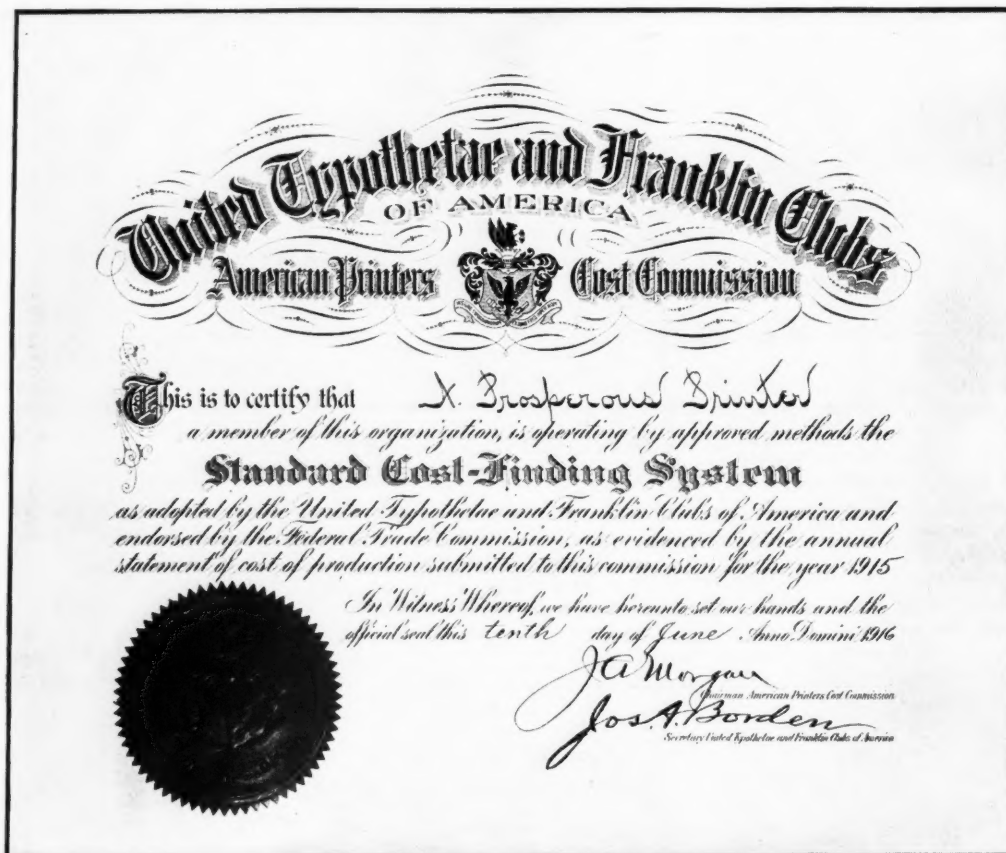 United Typothetae and Franklin Clubs
OF AMERICA
American Printers Cost Commission
This is to certify that A. Prosperous Printer
a member of this organization, is operating by approved methods the
Standard Cost-Finding System
as adopted by the United Typothetae and Franklin Clubs of America and
endorsed by the Federal Trade Commission, as evidenced by the annual
statement of cost of production submitted to this commission for the year 1915
In Witness Whereof, we have hereunto set our hands and the
official seal this tenth day of June Anno Domini 1916
J A Morgan
Chairman American Printers Cost Commission
Jos. A. Borden
Secretary United Typothetae and Franklin Clubs of America